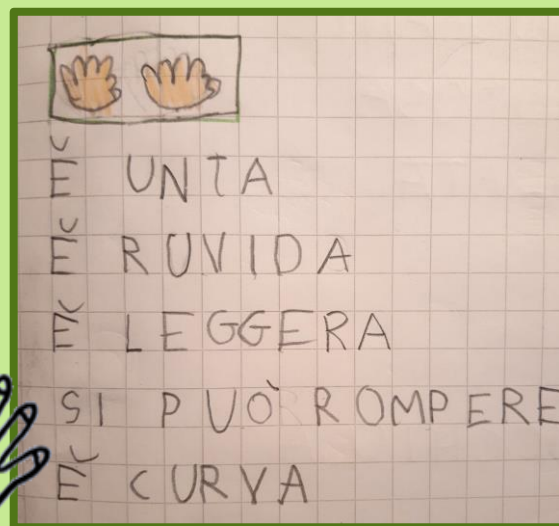 È UNTA
È RUVIDA
È LEGGERA
SI PUÒ ROMPERE
È CURVA